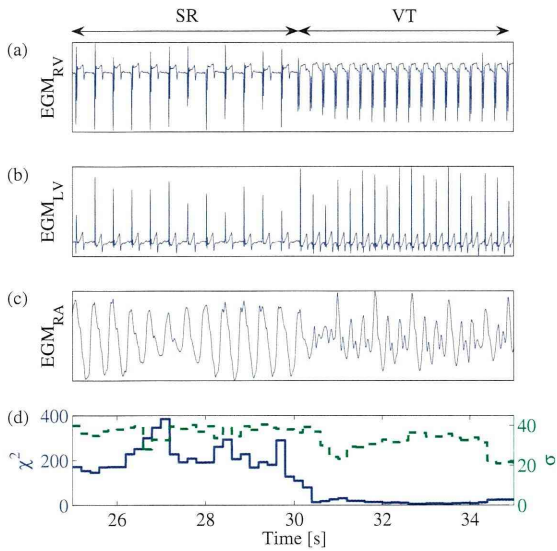 SR VT
(a)
EGM_RV
(b)
EGM_LV
(c)
EGM_RA
(d)
400 40
200 20
0 0
χ²
σ
26 28 30 32 34
Time [s]